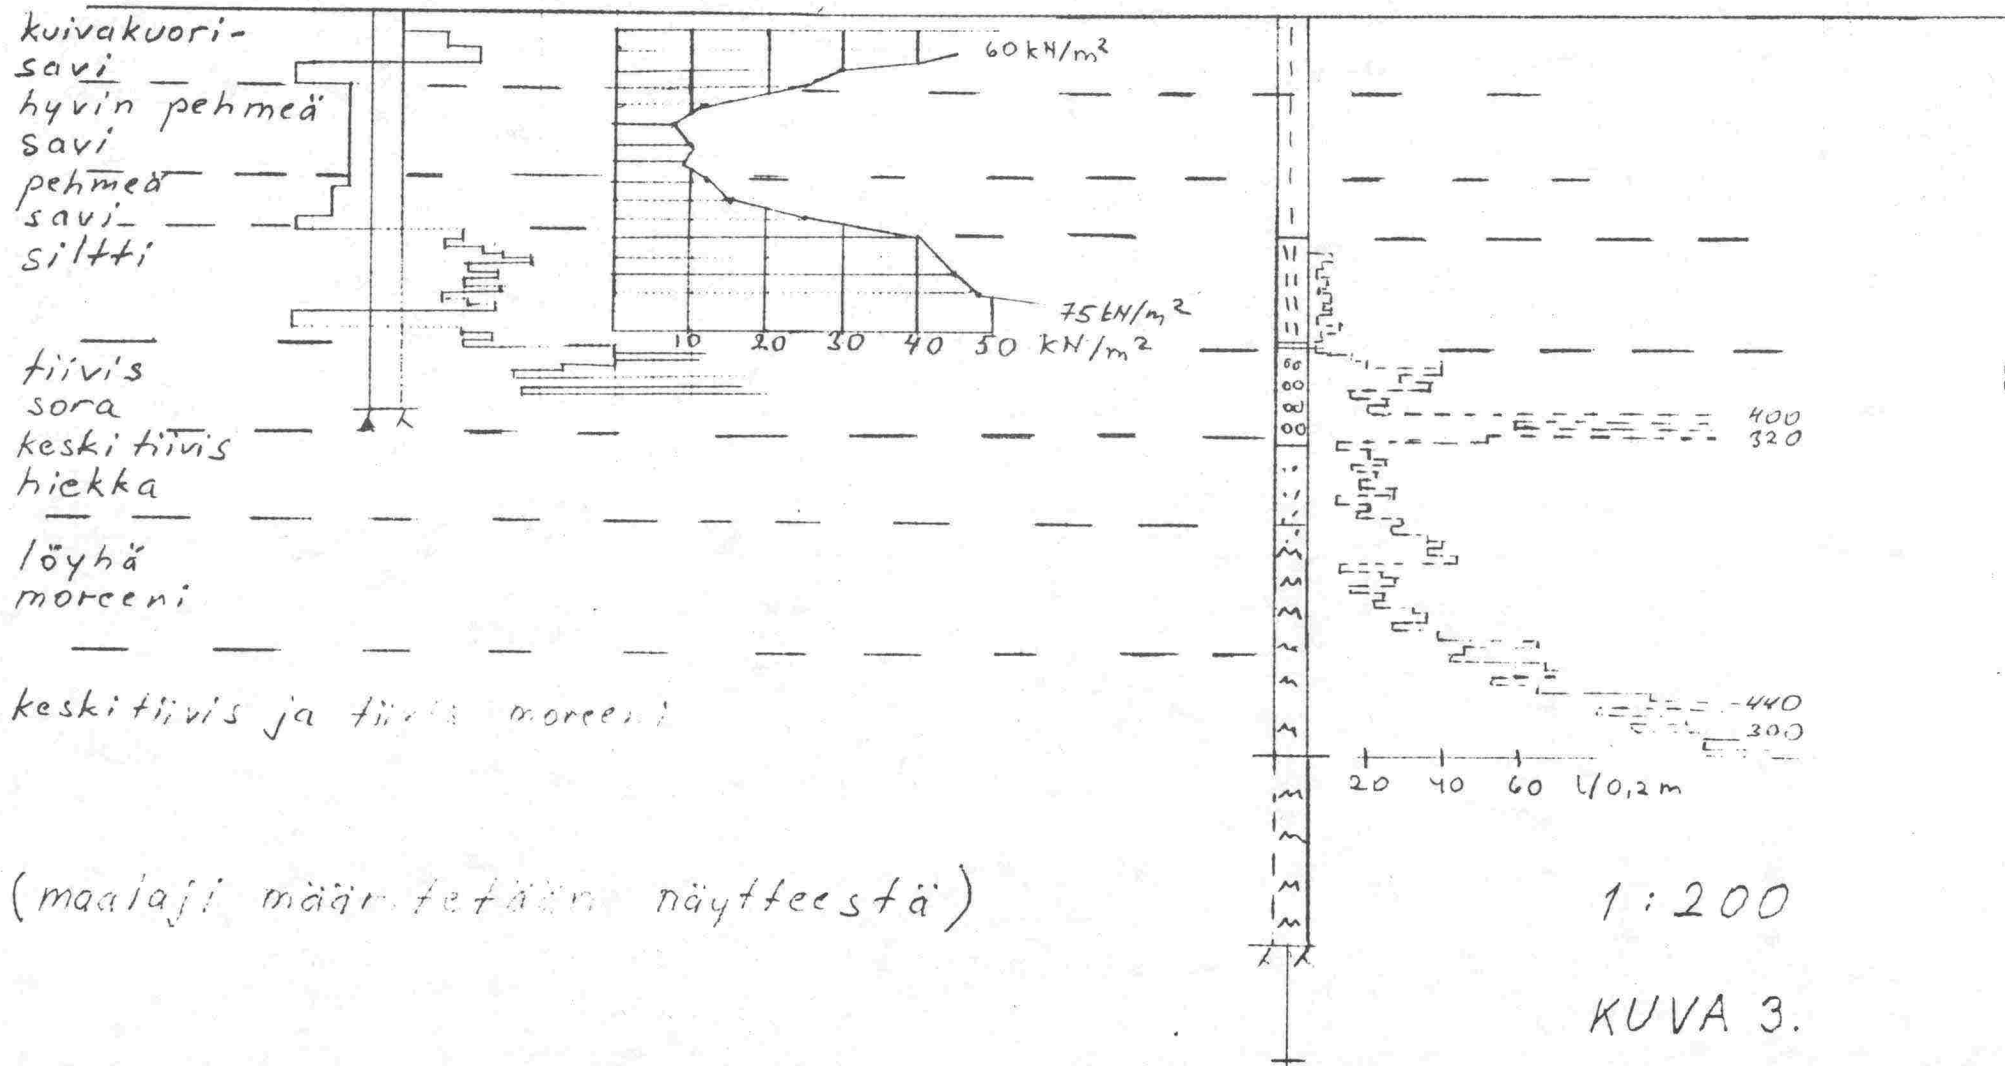 kuivakuori-
savi
hyvin pehmeä
savi
pehmeä
savi
siltti
tiivis
sora
keskitiivis
hiekka
löyhä
moreeni
keskitiivis ja tiivis moreeni
(maalaji määritetään näytteestä)
60 kN/m²
75 kN/m²
10 20 30 40 50 kN/m²
400
320
440
300
20 40 60 L/0,2 m
1:200
KUVA 3.